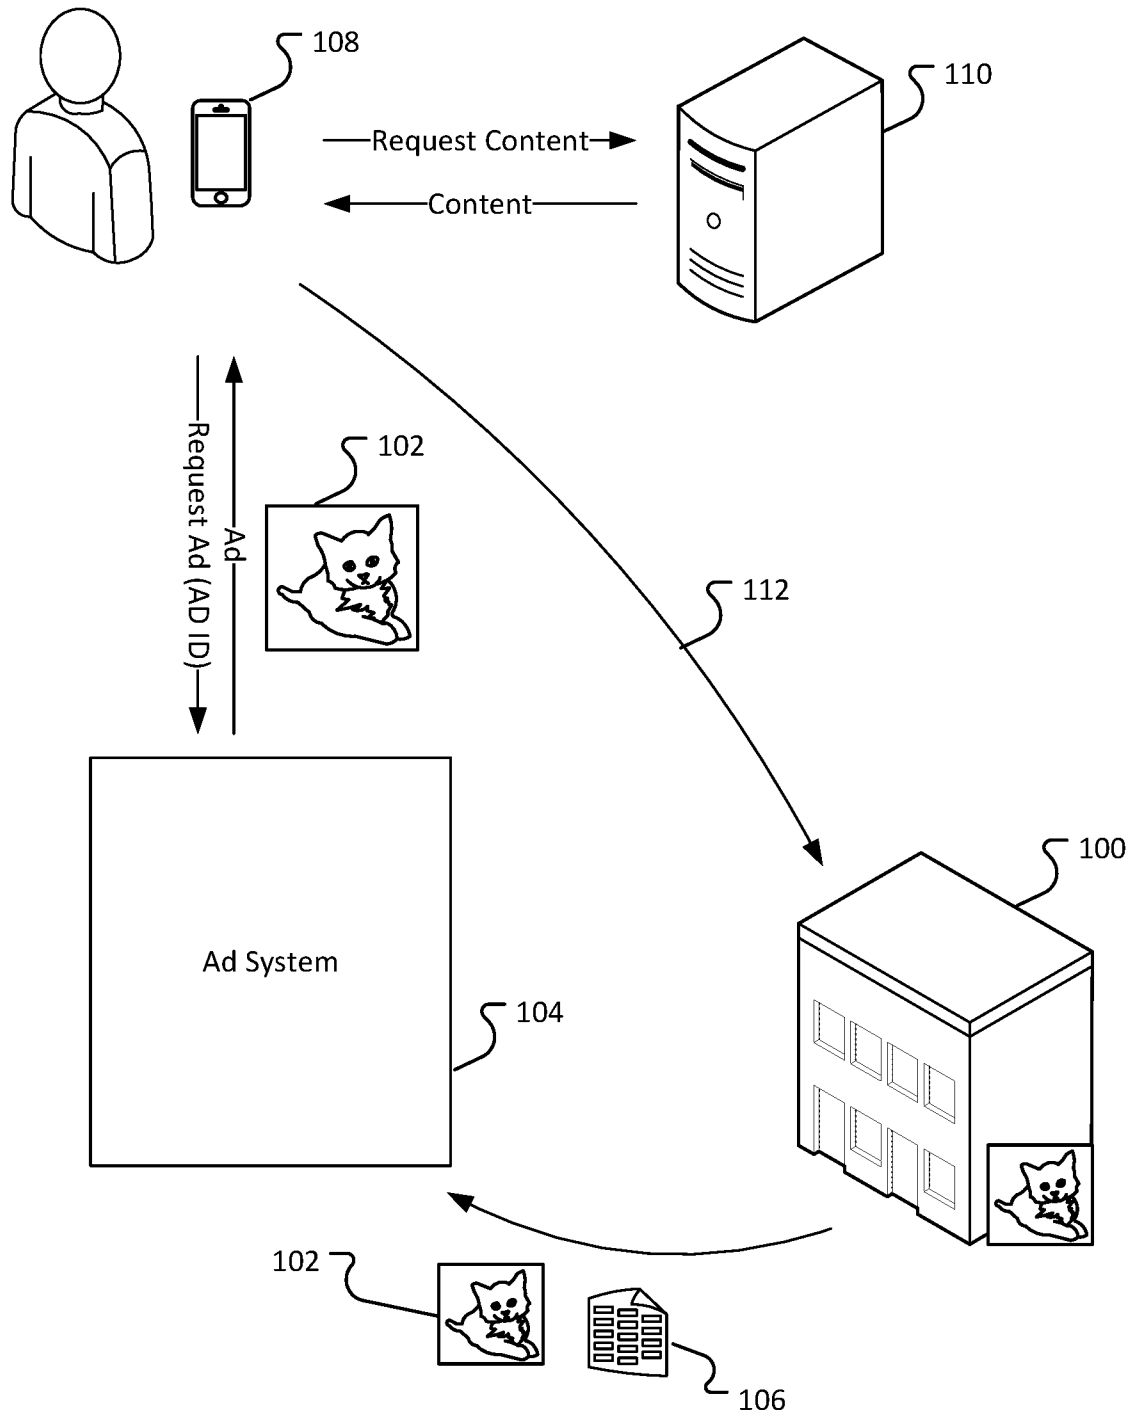 108
110
Request Content
Content
102
Request Ad (AD ID)
Ad
112
100
Ad System
104
102
106